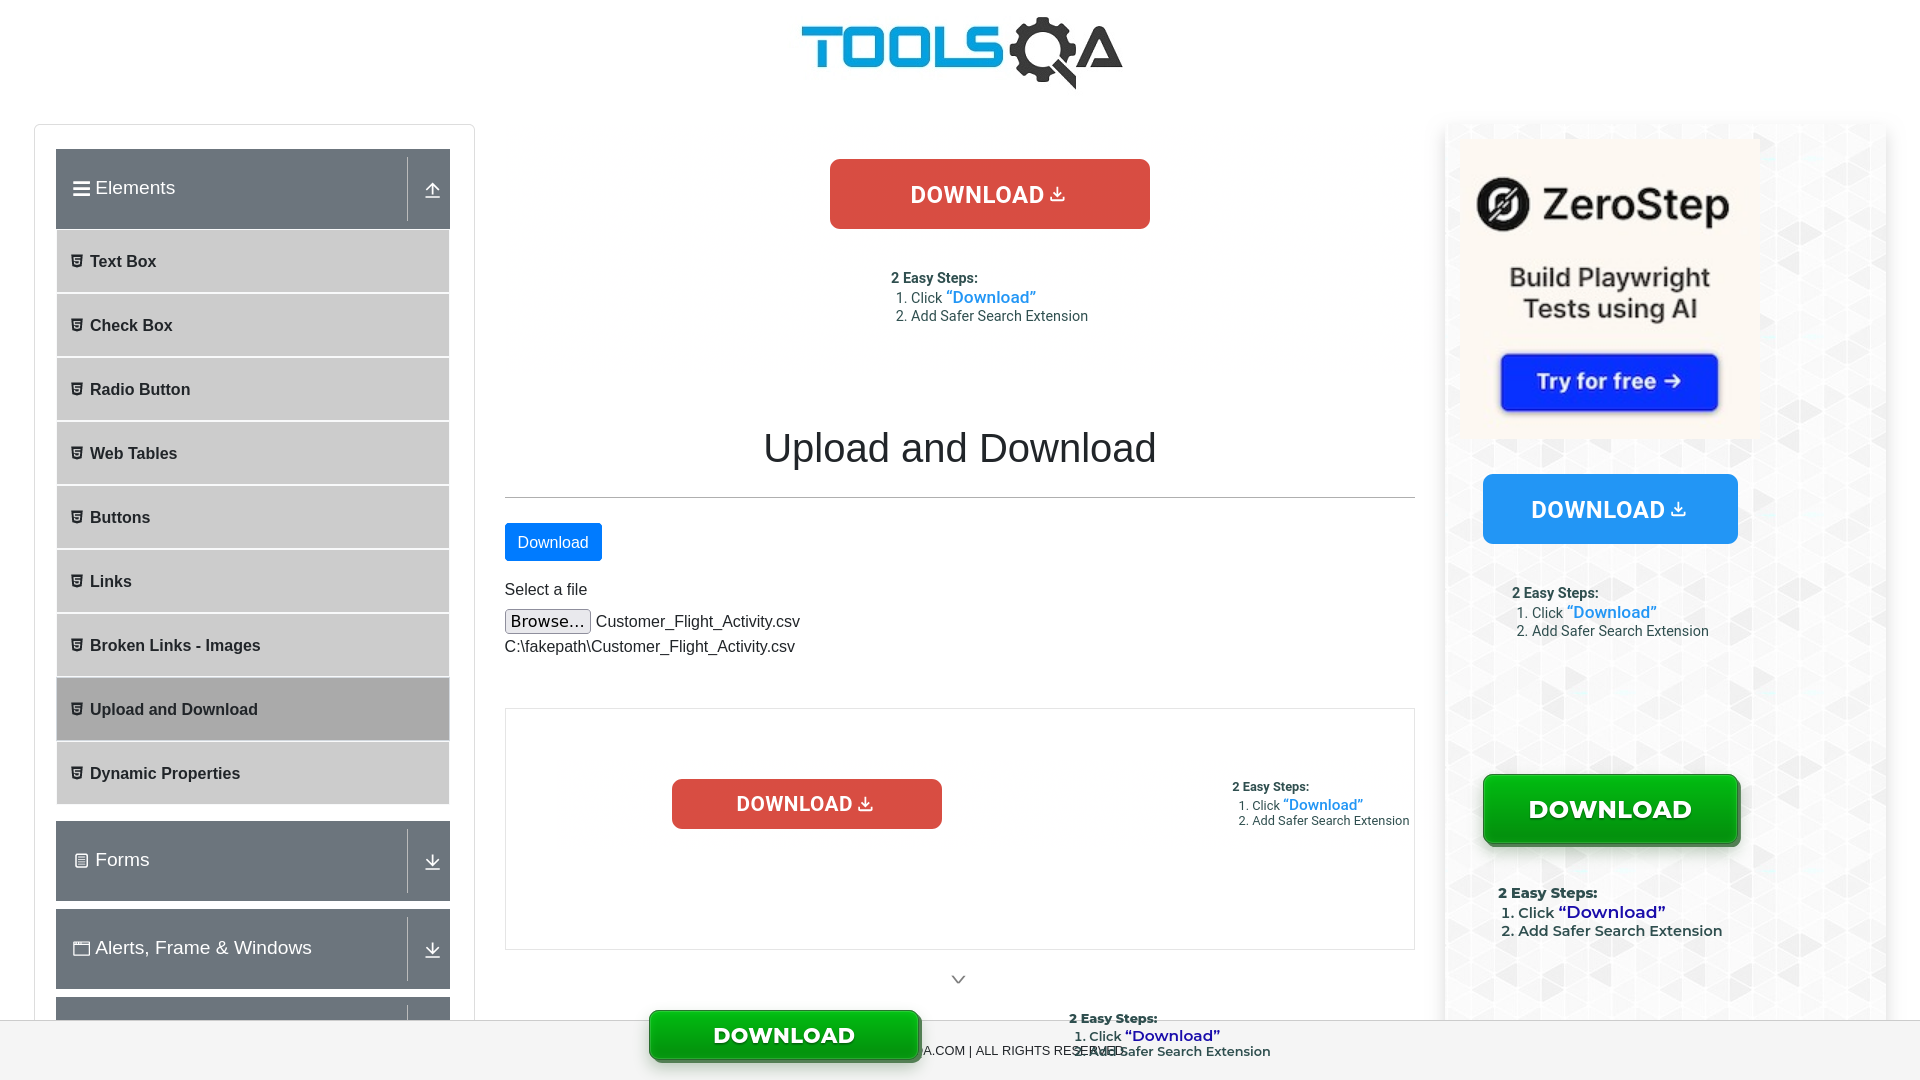 TOOLSQA
Elements
Text Box
Check Box
Radio Button
Web Tables
Buttons
Links
Broken Links - Images
Upload and Download
Dynamic Properties
Forms
Alerts, Frame & Windows
DOWNLOAD
2 Easy Steps:
1. Click “Download”
2. Add Safer Search Extension
Upload and Download
Download
Select a file
Browse... Customer_Flight_Activity.csv
C:\fakepath\Customer_Flight_Activity.csv
DOWNLOAD
2 Easy Steps:
1. Click “Download”
2. Add Safer Search Extension
ZeroStep
Build Playwright
Tests using AI
Try for free →
DOWNLOAD
2 Easy Steps:
1. Click “Download”
2. Add Safer Search Extension
DOWNLOAD
2 Easy Steps:
1. Click “Download”
2. Add Safer Search Extension
DOWNLOAD
2 Easy Steps:
1. Click “Download”
2. Add Safer Search Extension
A.COM | ALL RIGHTS RESERVED.